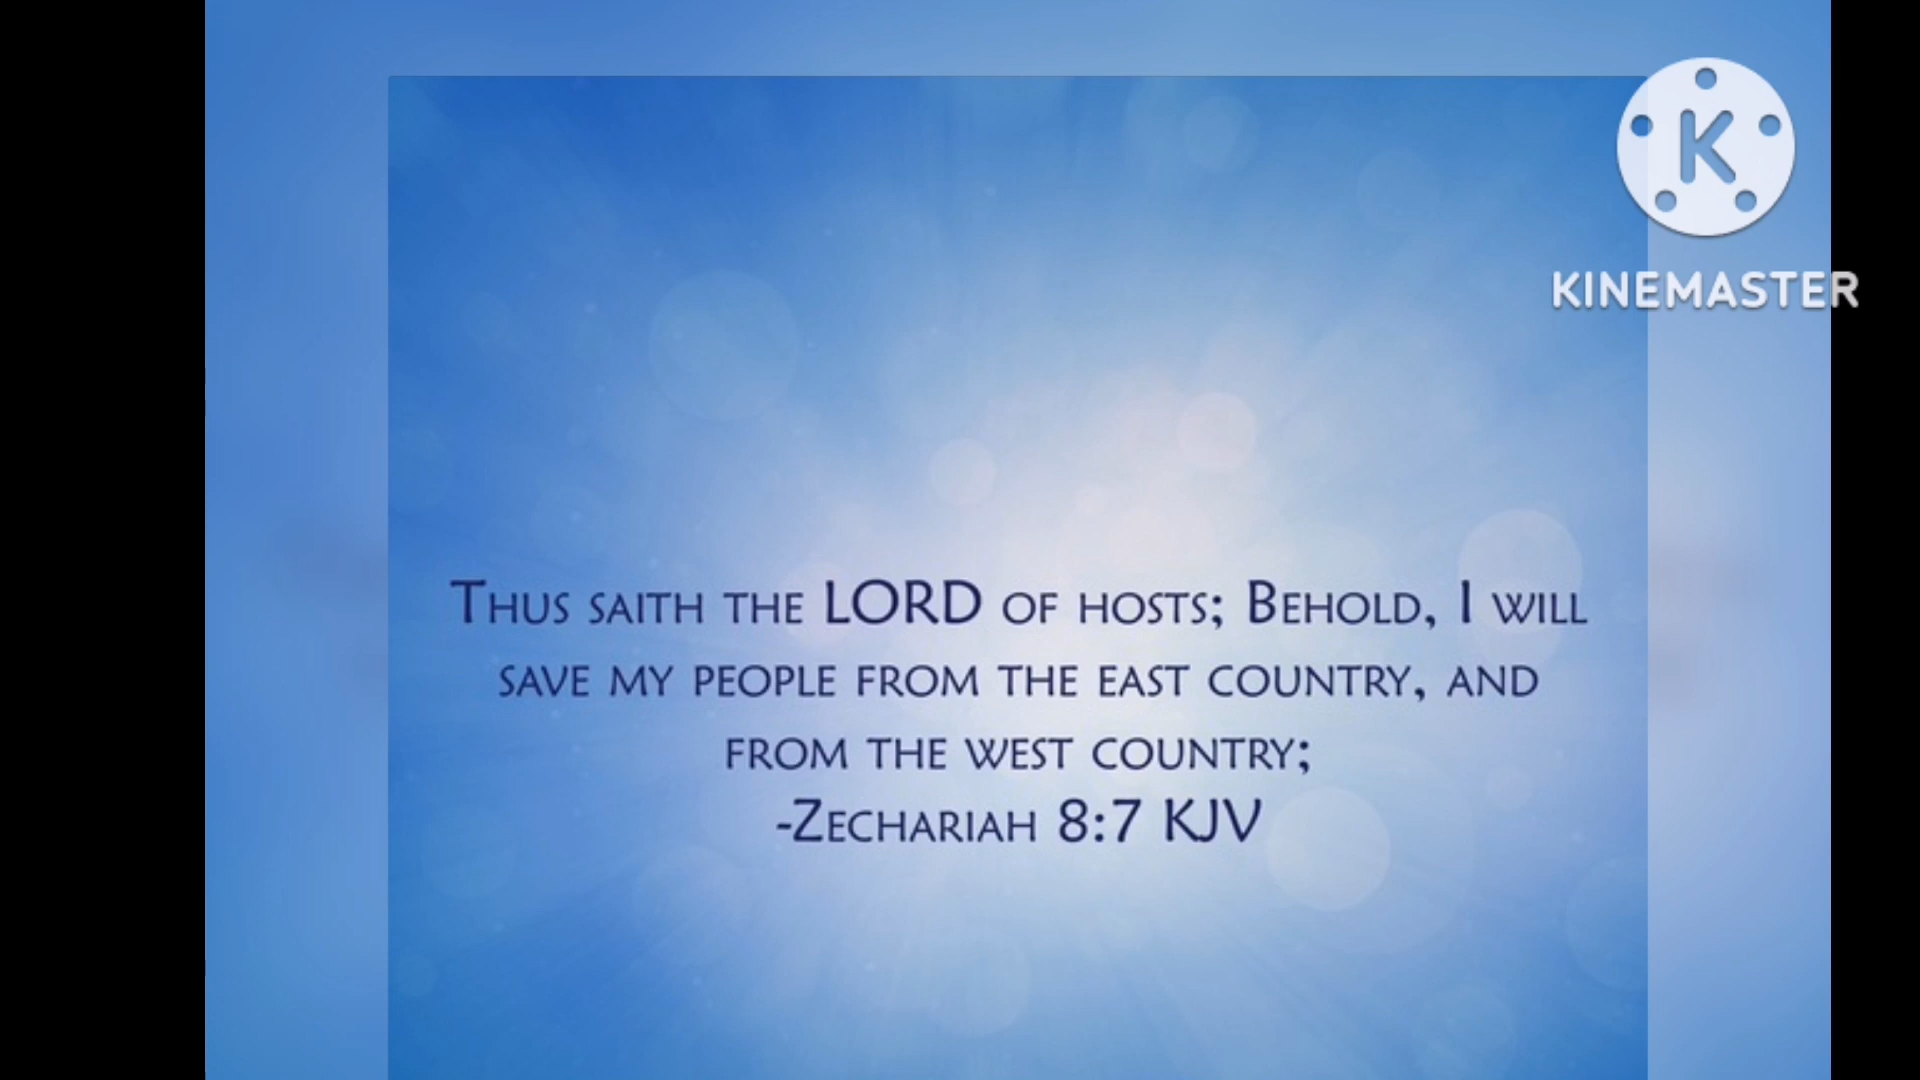 K
KINEMASTER
Thus saith the LORD of hosts; Behold, I will
save my people from the east country, and
from the west country;
-Zechariah 8:7 KJV